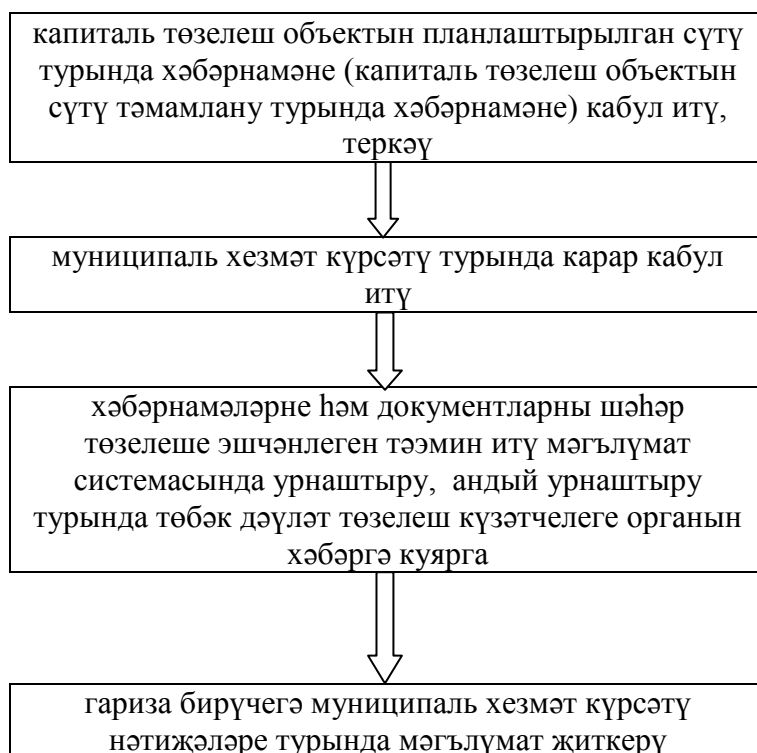 капиталь төзелеш объектын планлаштырылган сүтү
турында хәбәрнамәне (капиталь төзелеш объектын
сүтү тәмамлану турында хәбәрнамәне) кабул итү,
теркәү
муниципаль хезмәт күрсәтү турында карар кабул
итү
хәбәрнамәләрне һәм документларны шәһәр
төзелеше эшчәнлеген тәэмин итү мәгълүмат
системасында урнаштыру, андый урнаштыру
турында төбәк дәүләт төзелеш күзәтчелеге органын
хәбәргә куярга
гариза бирүчегә муниципаль хезмәт күрсәтү
нәтиҗәләре турында мәгълүмат җиткерү